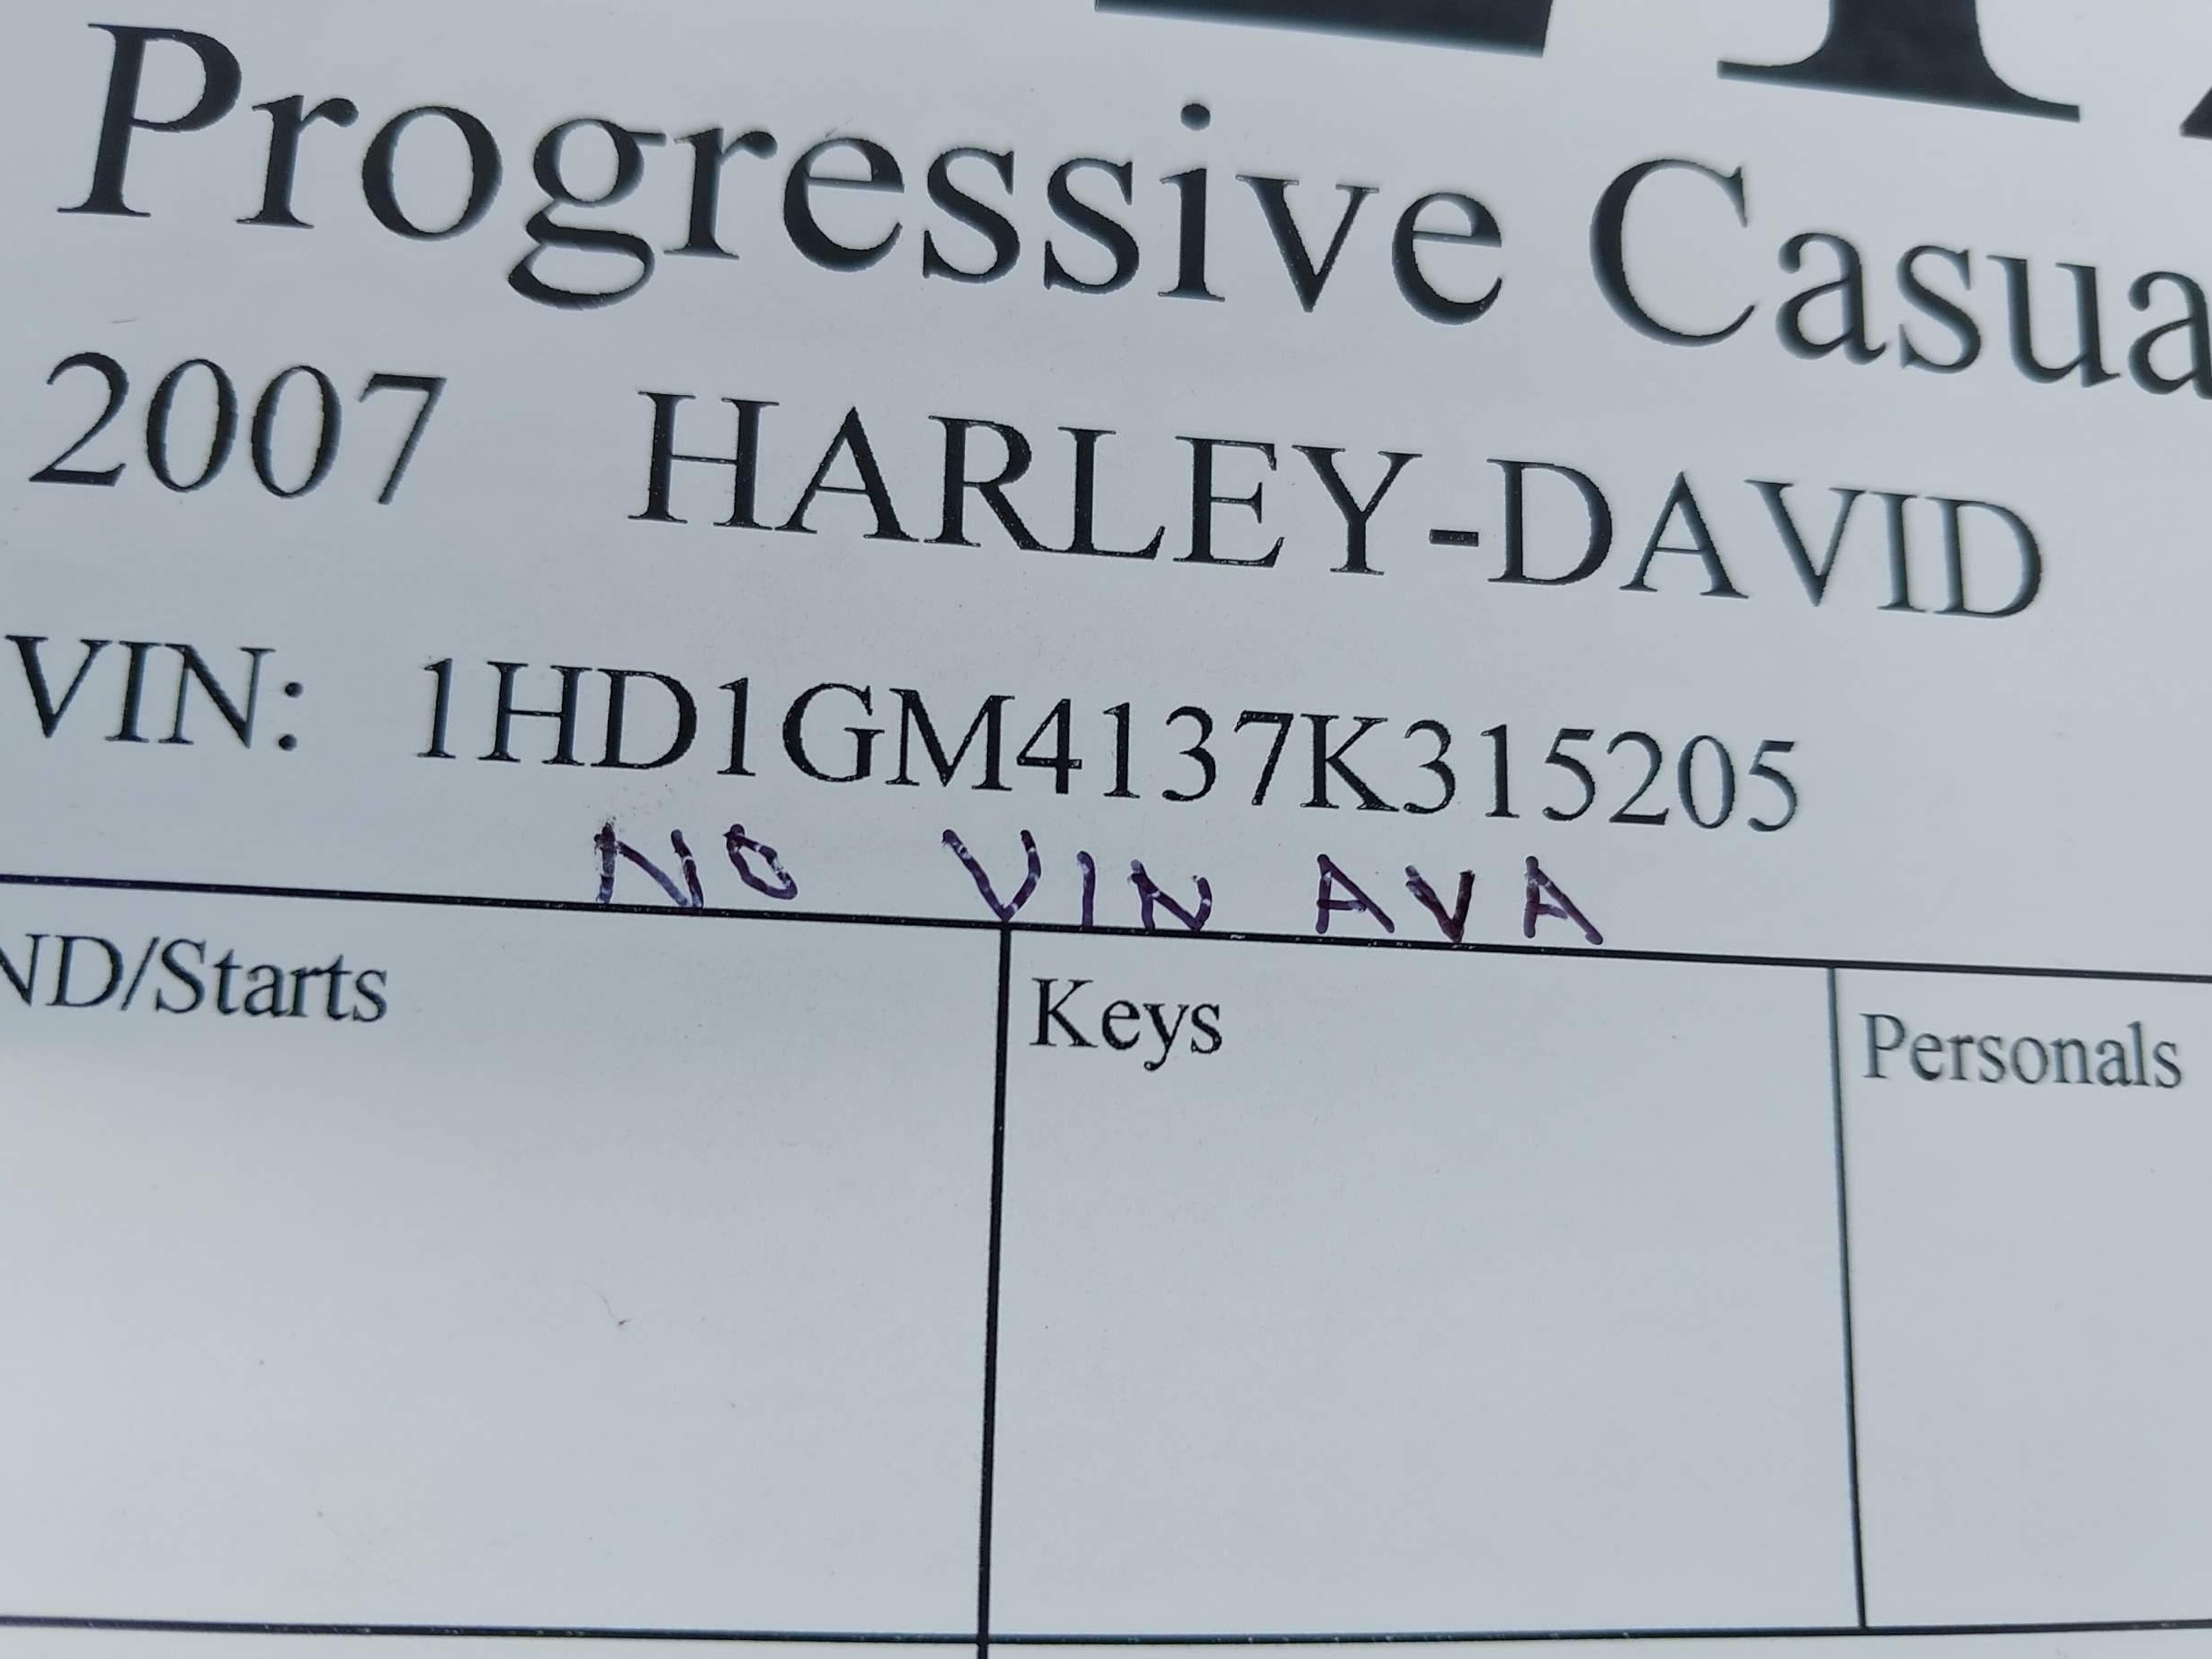 Progressive Casua
2007 HARLEY-DAVID
VIN: 1HD1GM4137K315205
NO VIN AVA
ND/Starts
Keys
Personals